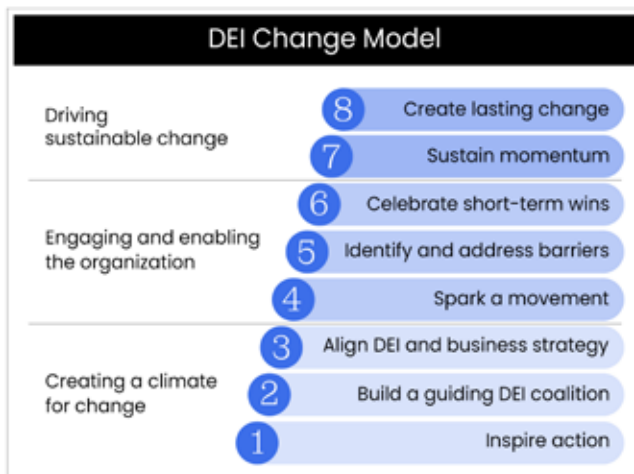 DEI Change Model
Driving
sustainable change
8 Create lasting change
7 Sustain momentum
Engaging and enabling
the organization
6 Celebrate short-term wins
5 Identify and address barriers
4 Spark a movement
Creating a climate
for change
3 Align DEI and business strategy
2 Build a guiding DEI coalition
1 Inspire action